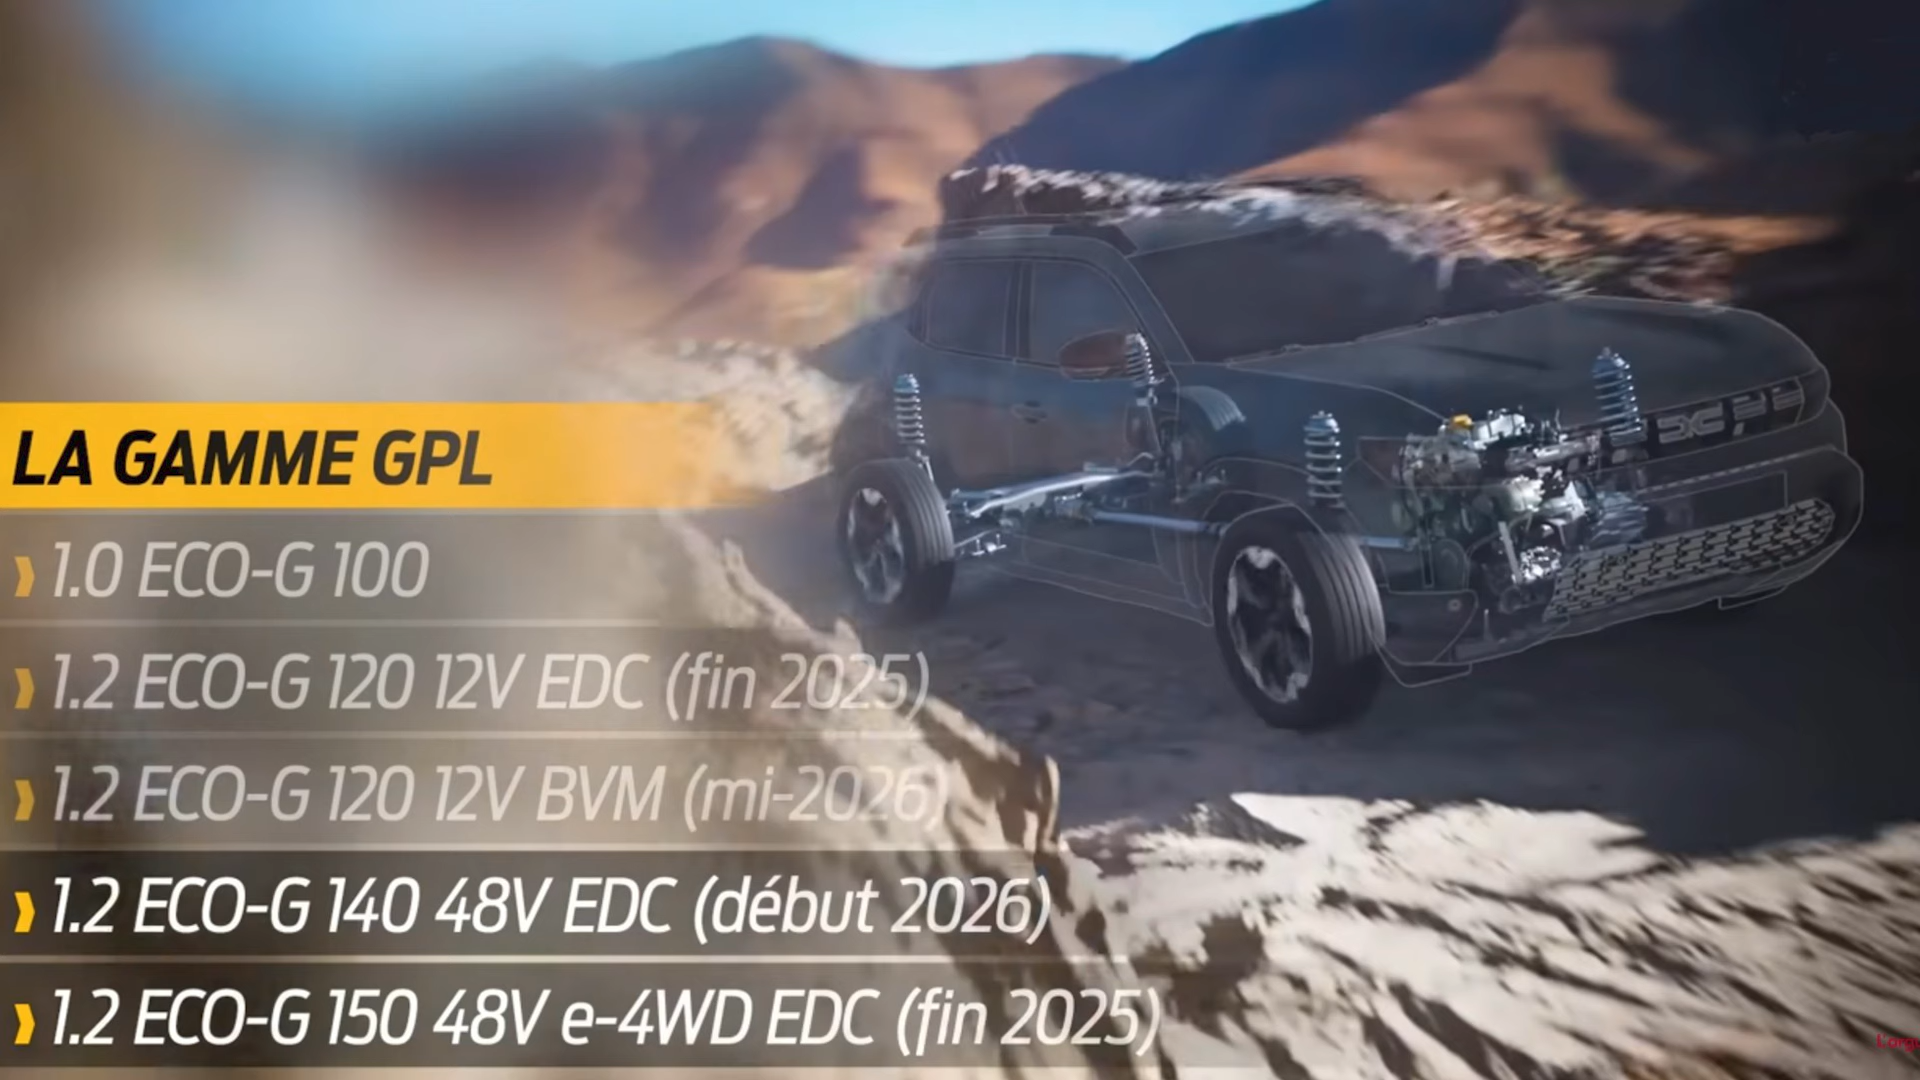 LA GAMME GPL
1.0 ECO-G 100
1.2 ECO-G 120 12V EDC (fin 2025)
1.2 ECO-G 120 12V BVM (mi-2026)
1.2 ECO-G 140 48V EDC (début 2026)
1.2 ECO-G 150 48V e-4WD EDC (fin 2025)